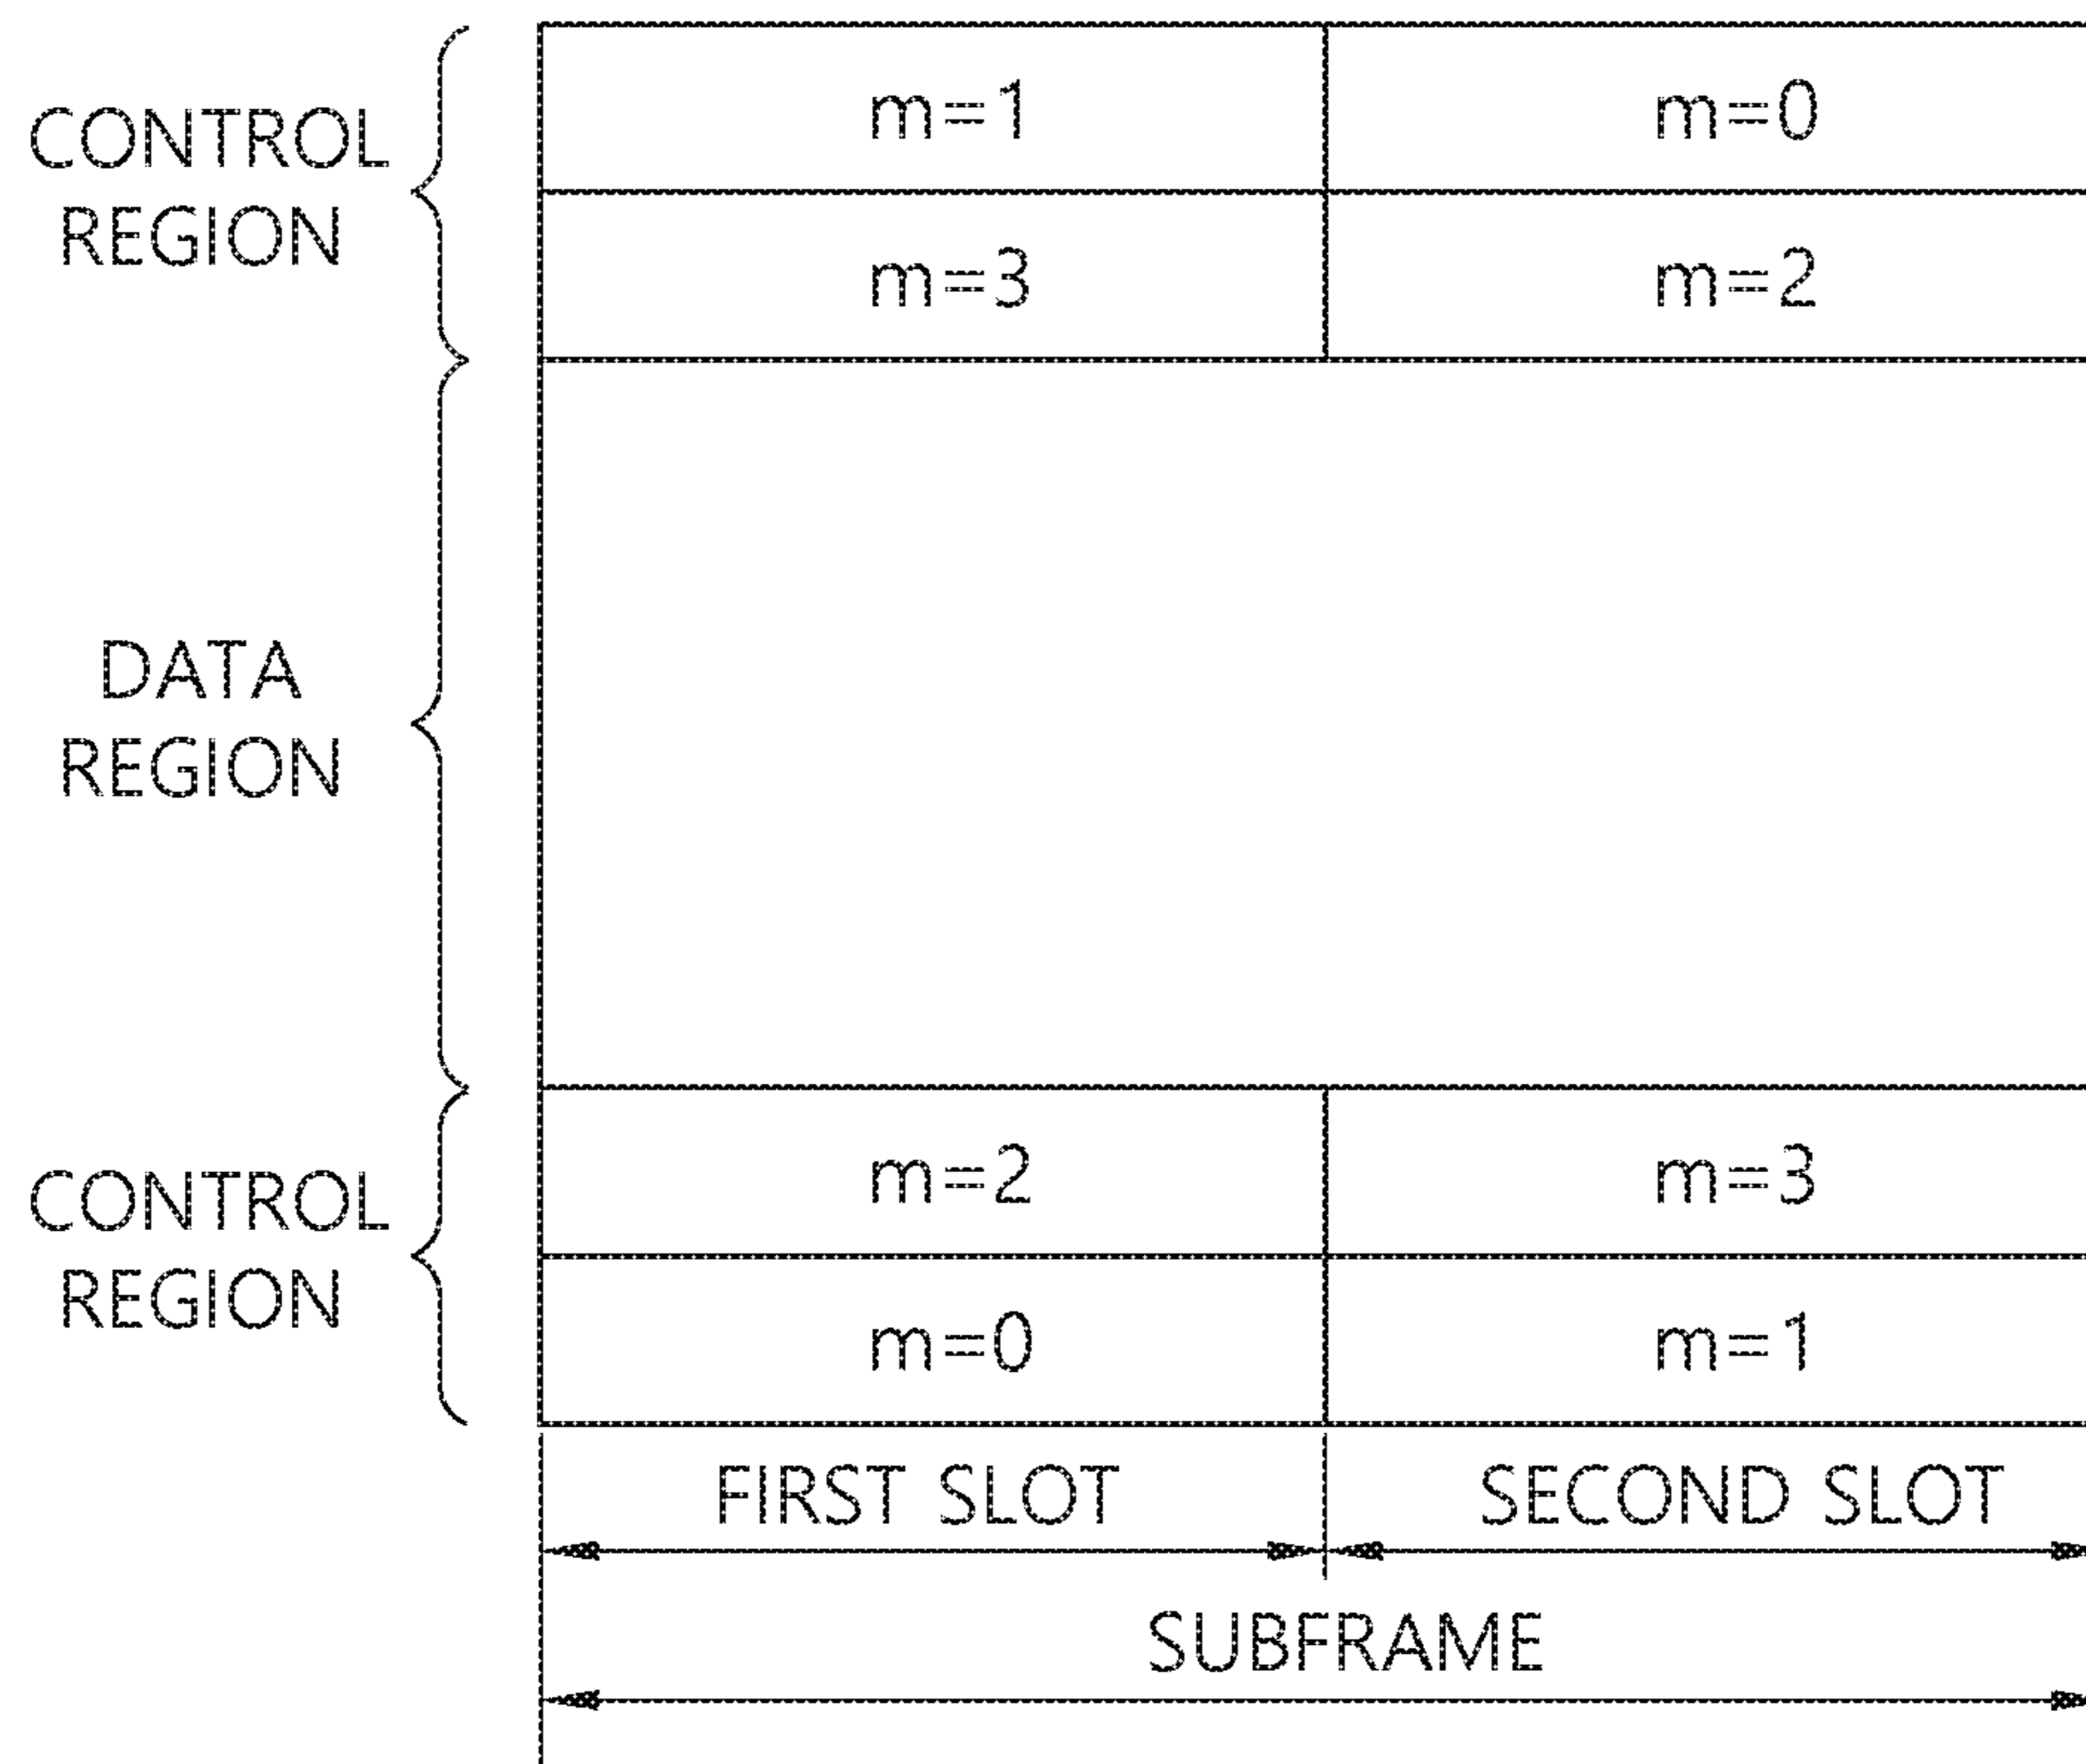 m=1 m=0
CONTROL
REGION
m=3 m=2
DATA
REGION
m=2 m=3
CONTROL
REGION
m=0 m=1
FIRST SLOT SECOND SLOT
SUBFRAME